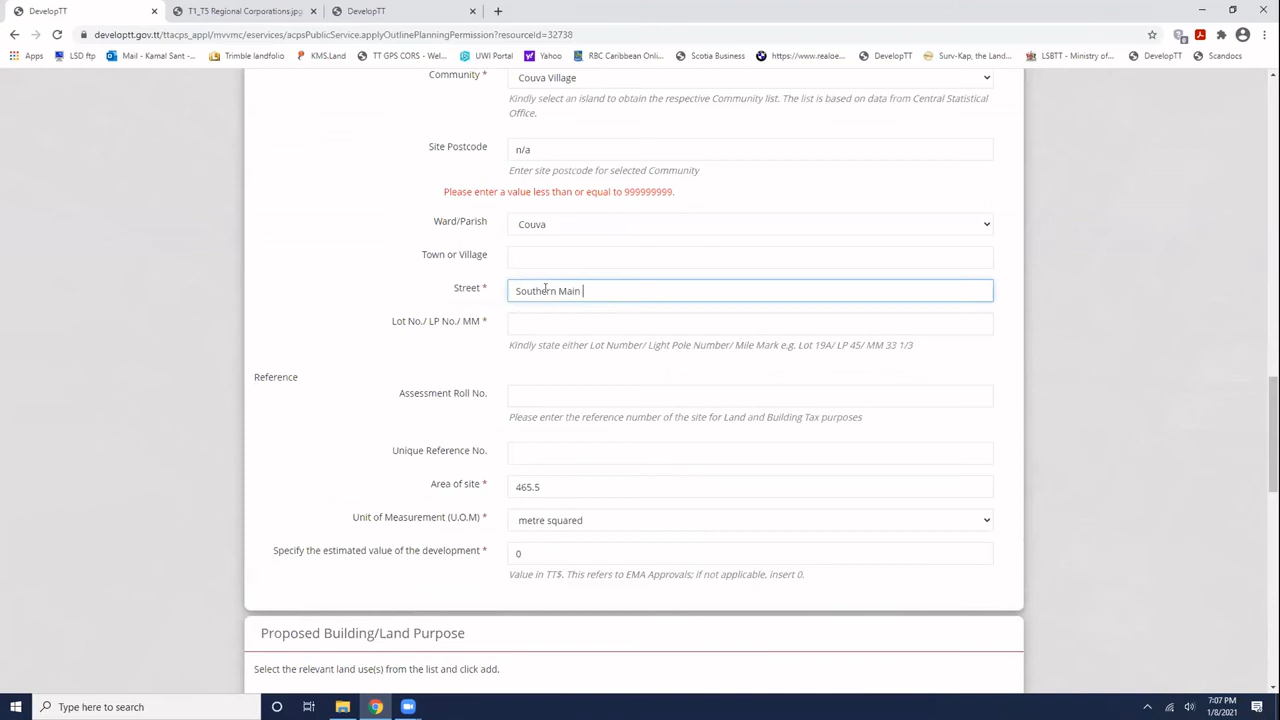 DevelopTT
T1_T5 Regional Corporations.jpg
DevelopTT
developtt.gov.tt/ttacps_appl/mvvmc/eservices/acpsPublicService.applyOutlinePlanningPermission?resourceId=32738
Apps
LSD ftp
Mail - Kamal Sant - ...
Trimble landfolio
KMS.Land
TT GPS CORS - Wel...
UWI Portal
Yahoo
RBC Caribbean Onli...
Scotia Business
https://www.realoe...
DevelopTT
Surv-Kap, the Land...
LSBTT - Ministry of...
DevelopTT
Scandocs
Community *
Couva Village
Kindly select an island to obtain the respective Community list. The list is based on data from Central Statistical
Office.
Site Postcode
n/a
Enter site postcode for selected Community
Please enter a value less than or equal to 999999999.
Ward/Parish
Couva
Town or Village
Street *
Southern Main
Lot No./ LP No./ MM *
Kindly state either Lot Number/ Light Pole Number/ Mile Mark e.g. Lot 19A/ LP 45/ MM 33 1/3
Reference
Assessment Roll No.
Please enter the reference number of the site for Land and Building Tax purposes
Unique Reference No.
Area of site *
465.5
Unit of Measurement (U.O.M) *
metre squared
Specify the estimated value of the development *
0
Value in TT$. This refers to EMA Approvals; if not applicable, insert 0.
Proposed Building/Land Purpose
Select the relevant land use(s) from the list and click add.
Type here to search
7:07 PM
1/8/2021